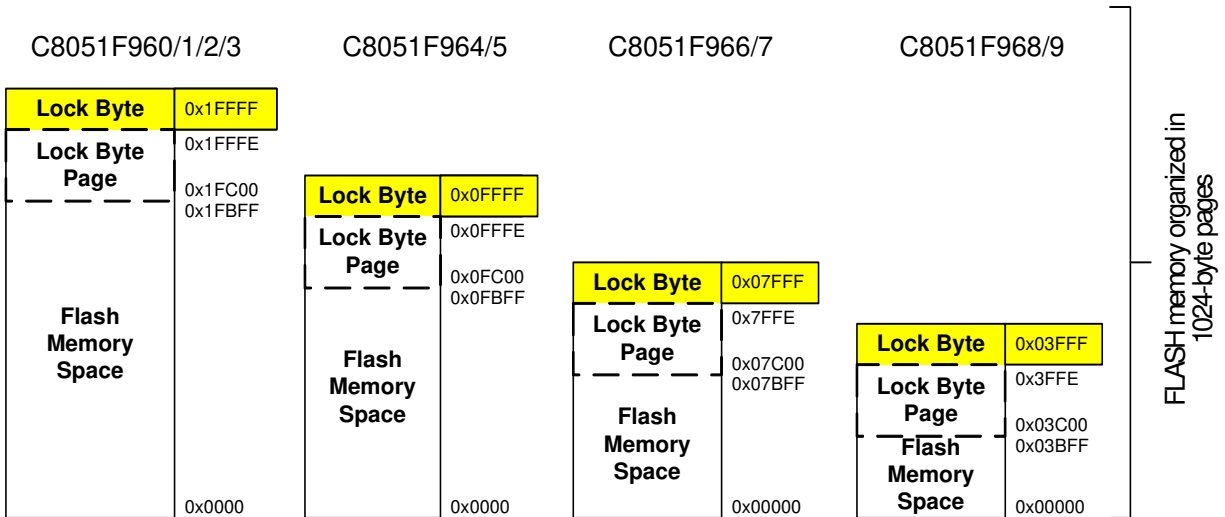 C8051F960/1/2/3
C8051F964/5
C8051F966/7
C8051F968/9
Lock Byte
0x1FFFF
Lock Byte
Page
0x1FFFE
0x1FC00
0x1FBFF
Flash
Memory
Space
0x0000
Lock Byte
0x0FFFF
Lock Byte
Page
0x0FFFE
0x0FC00
0x0FBFF
Flash
Memory
Space
0x0000
Lock Byte
0x07FFF
Lock Byte
Page
0x7FFE
0x07C00
0x07BFF
Flash
Memory
Space
0x00000
Lock Byte
0x03FFF
Lock Byte
Page
0x3FFE
0x03C00
0x03BFF
Flash
Memory
Space
0x00000
FLASH memory organized in
1024-byte pages